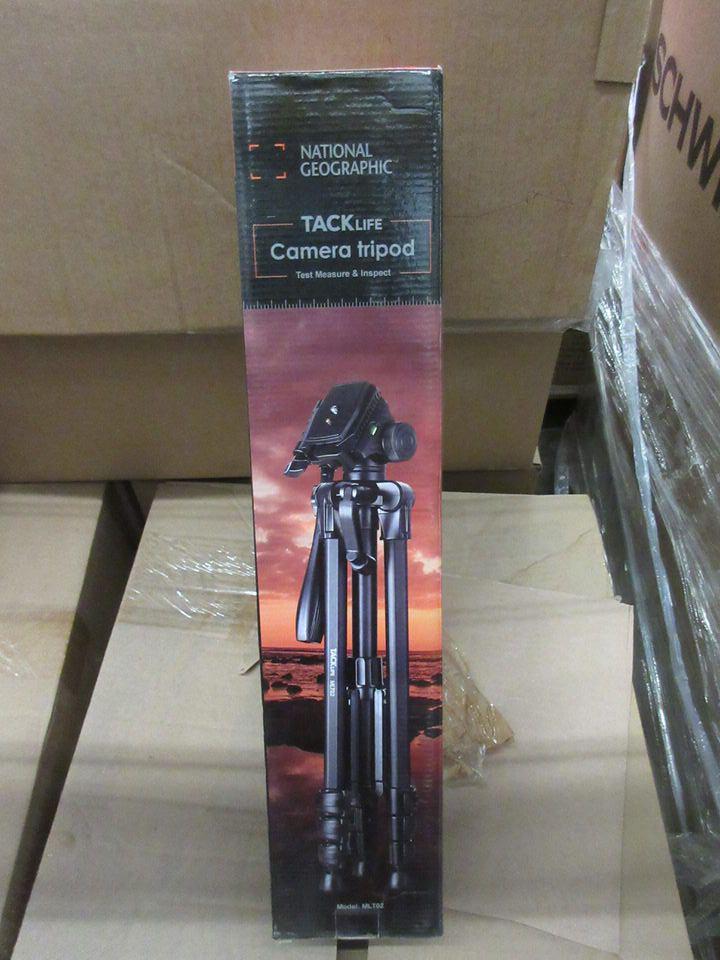 NATIONAL
GEOGRAPHIC
TACKLIFE
Camera tripod
Test Measure & Inspect
TACKLIFE MLT02
Model. MLT02
SCHW